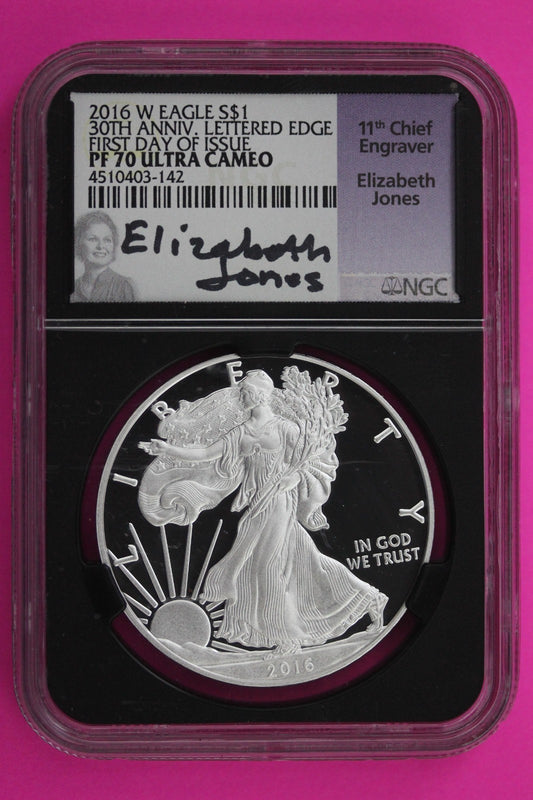 2016 W EAGLE S$1
30TH ANNIV. LETTERED EDGE
FIRST DAY OF ISSUE
PF 70 ULTRA CAMEO
4510403-142
NGC
11th Chief
Engraver
Elizabeth
Jones
Elizabeth
Jones
NGC
LIBERTY
IN GOD
WE TRUST
2016